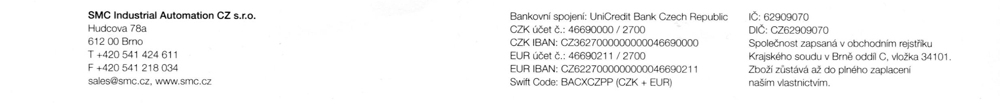 SMC Industrial Automation CZ s.r.o.
Hudcova 78a
612 00 Brno
T +420 541 424 611
F +420 541 218 034
sales@smc.cz, www.smc.cz
Bankovní spojení: UniCredit Bank Czech Republic
CZK účet č.: 46690000 / 2700
CZK IBAN: CZ3627000000000046690000
EUR účet č.: 46690211 / 2700
EUR IBAN: CZ6227000000000046690211
Swift Code: BACXCZPP (CZK + EUR)
IČ: 62909070
DIČ: CZ62909070
Společnost zapsaná v obchodním rejstříku
Krajského soudu v Brně oddíl C, vložka 34101.
Zboží zůstává až do plného zaplacení
naším vlastnictvím.